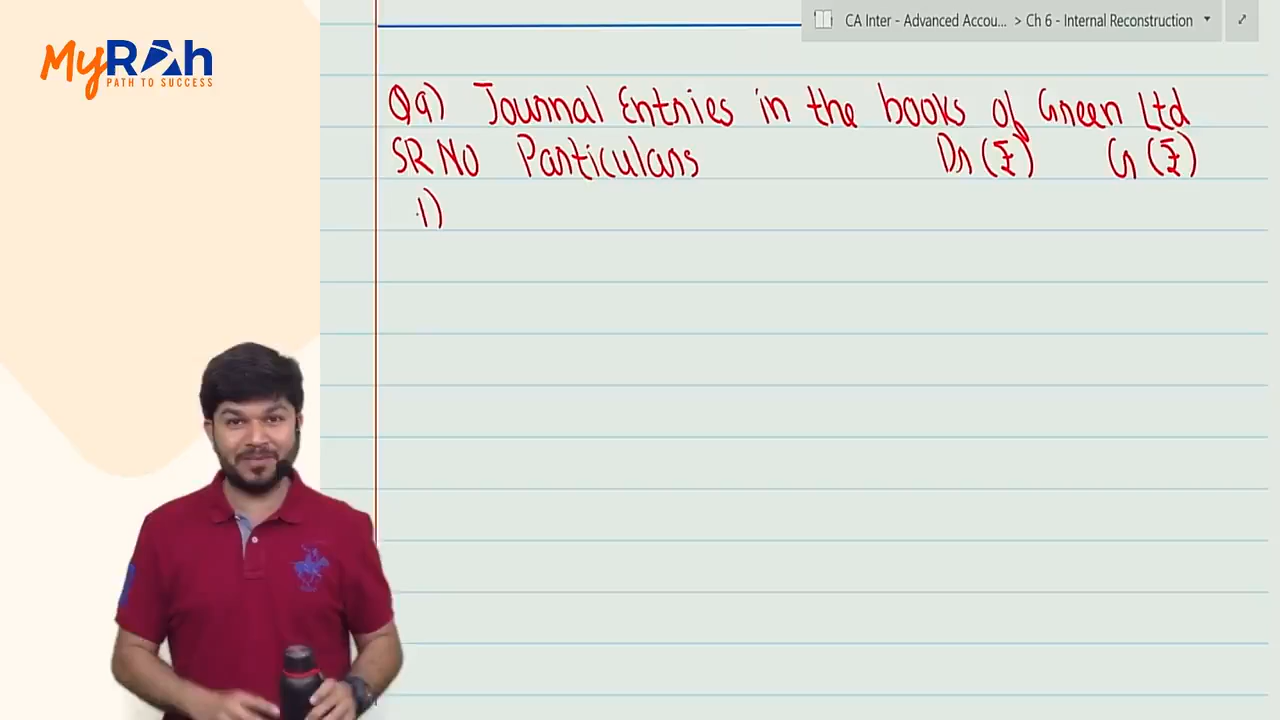 MyRAh
PATH TO SUCCESS
CA Inter - Advanced Accou... > Ch 6 - Internal Reconstruction
Q9) Journal Entries in the books of Green Ltd
SR NO Particulars Dr (₹) Cr (₹)
1)